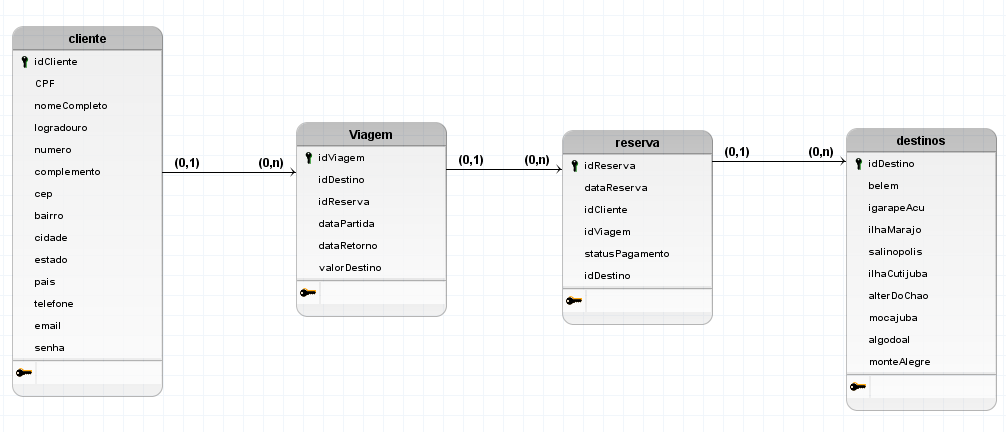 cliente
idCliente
CPF
nomeCompleto
logradouro
numero
complemento
cep
bairro
cidade
estado
pais
telefone
email
senha
(0,1)
(0,n)
Viagem
idViagem
idDestino
idReserva
dataPartida
dataRetorno
valorDestino
(0,1)
(0,n)
reserva
idReserva
dataReserva
idCliente
idViagem
statusPagamento
idDestino
(0,1)
(0,n)
destinos
idDestino
belem
igarapeAcu
ilhaMarajo
salinopolis
ilhaCutijuba
alterDoChao
mocajuba
algodoal
monteAlegre